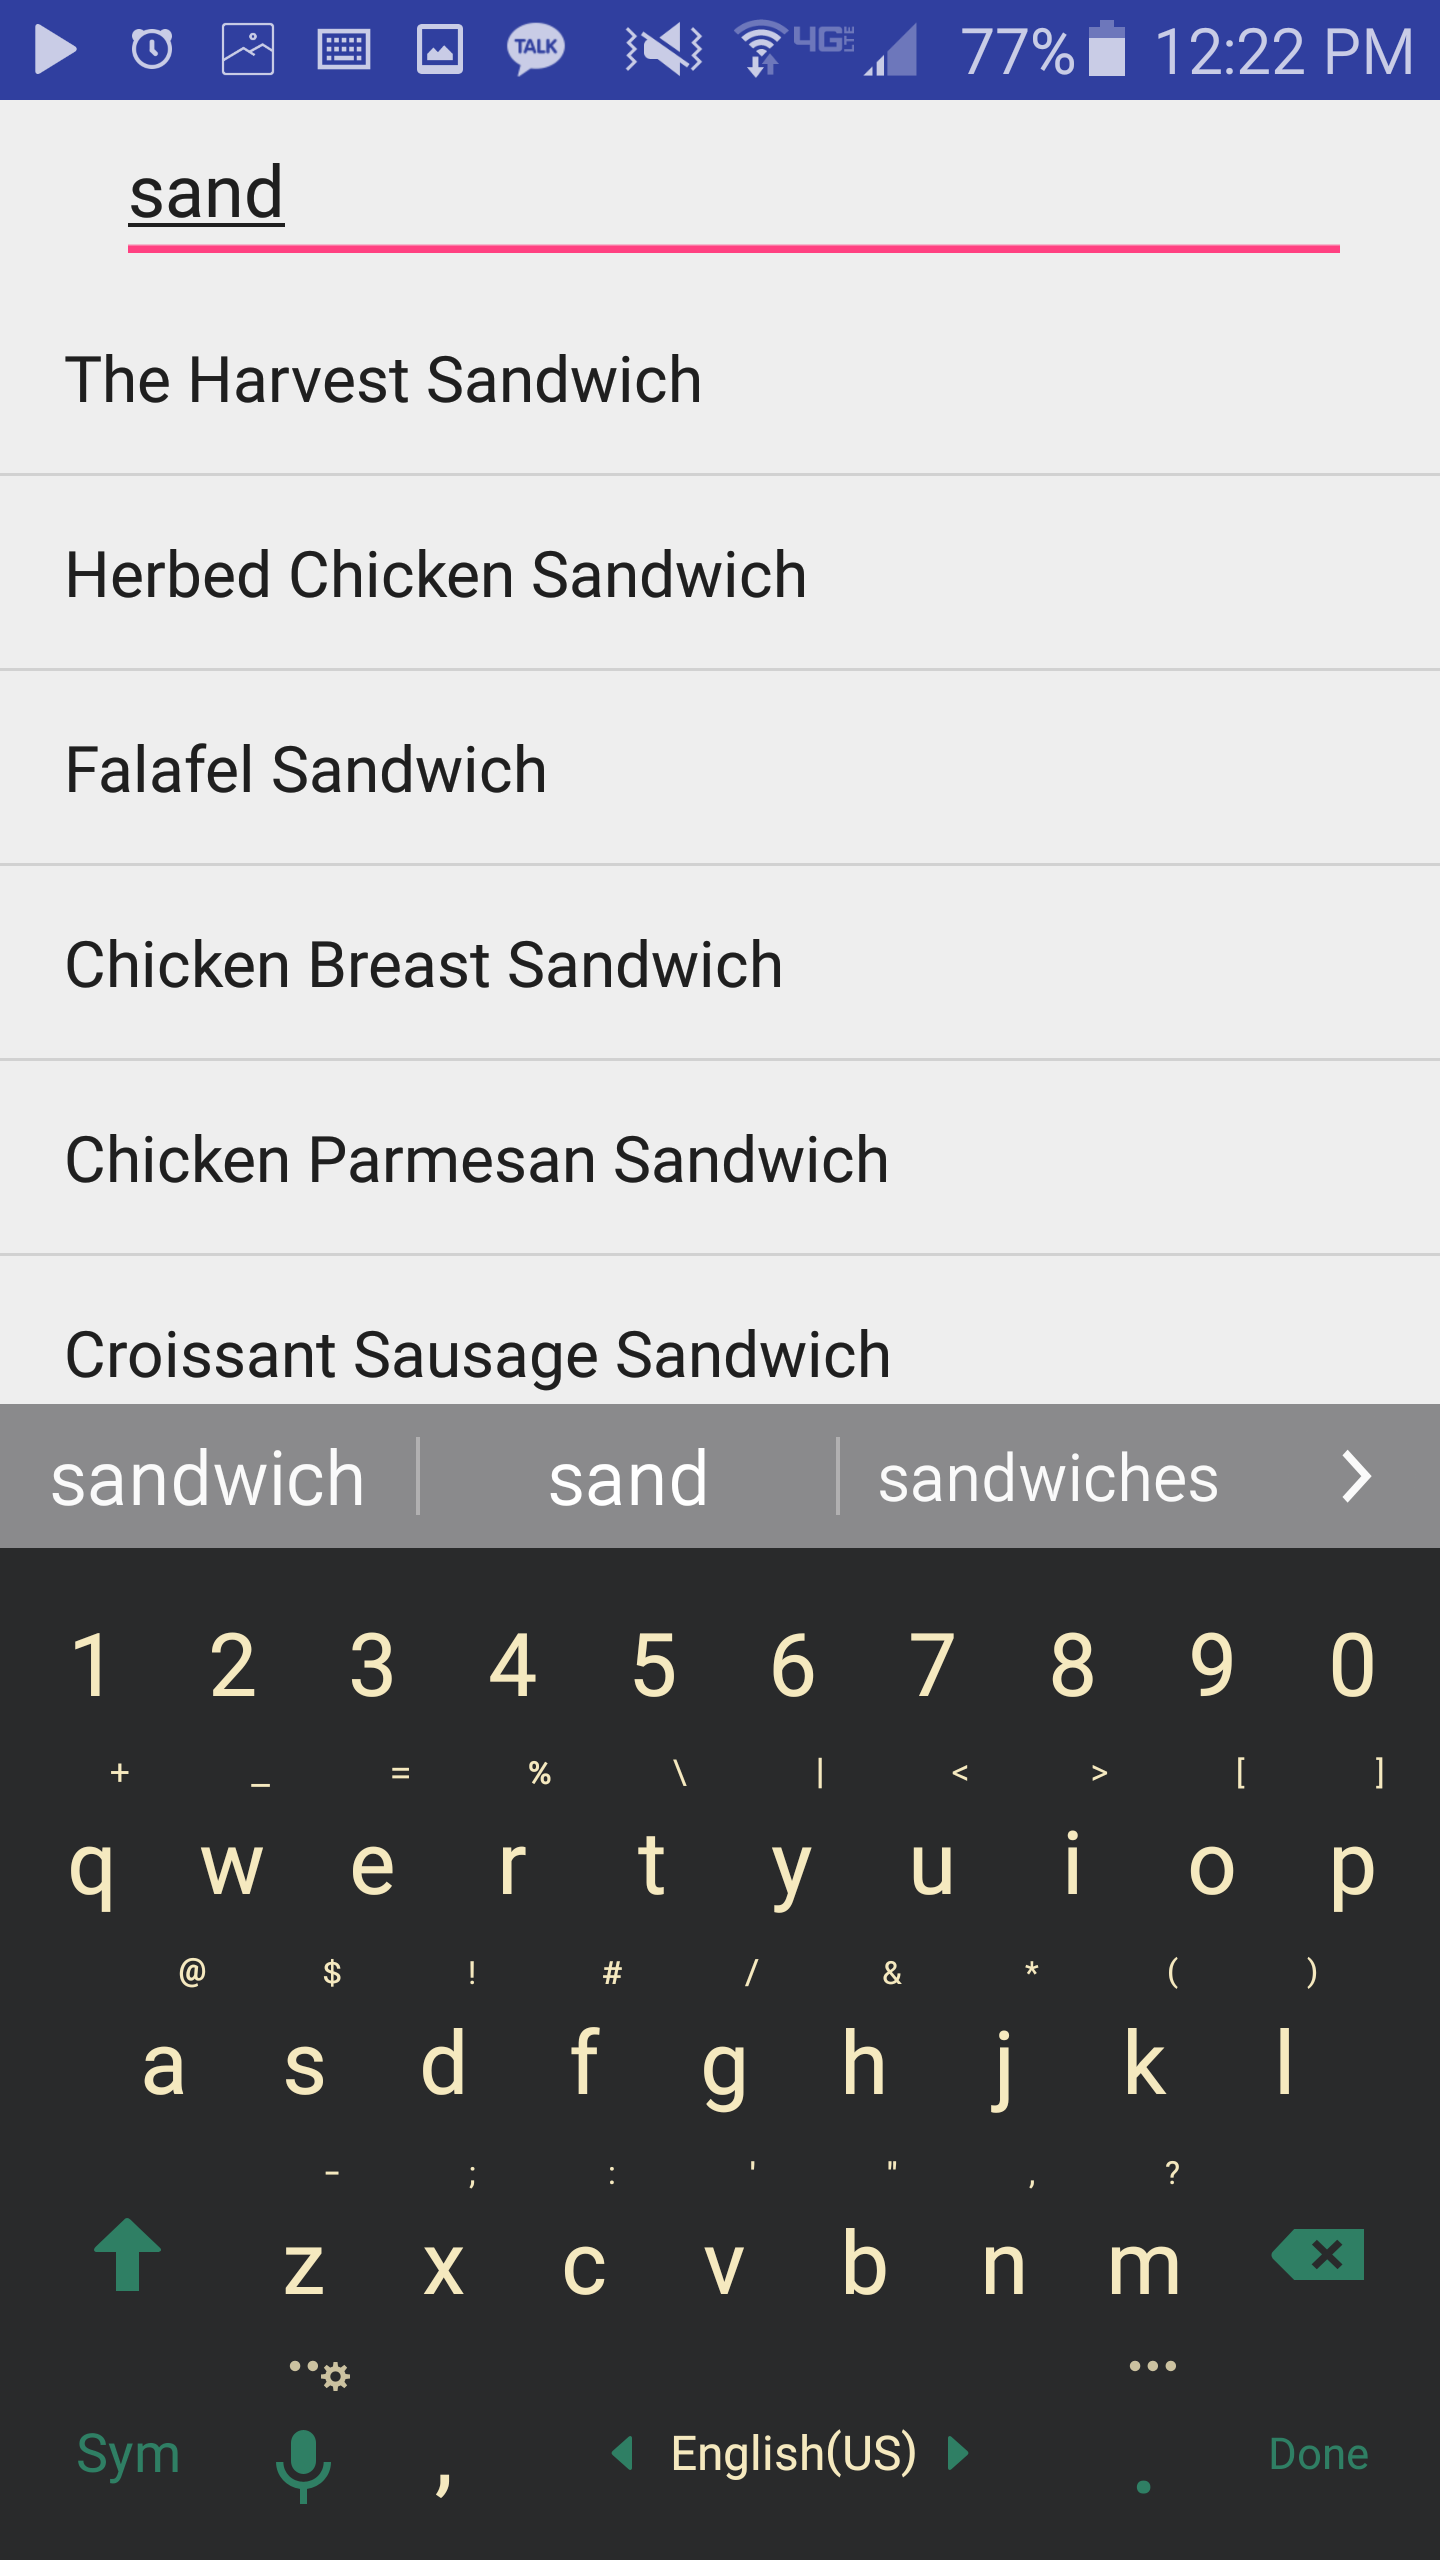 TALK 4G LTE 77% 12:22 PM
sand
The Harvest Sandwich
Herbed Chicken Sandwich
Falafel Sandwich
Chicken Breast Sandwich
Chicken Parmesan Sandwich
Croissant Sausage Sandwich
sandwich sand sandwiches
1 2 3 4 5 6 7 8 9 0
+ _ = % \ | < > [ ]
q w e r t y u i o p
@ $ ! # / & * ( )
a s d f g h j k l
- ; : ' " , ?
z x c v b n m
Sym , English(US) . Done